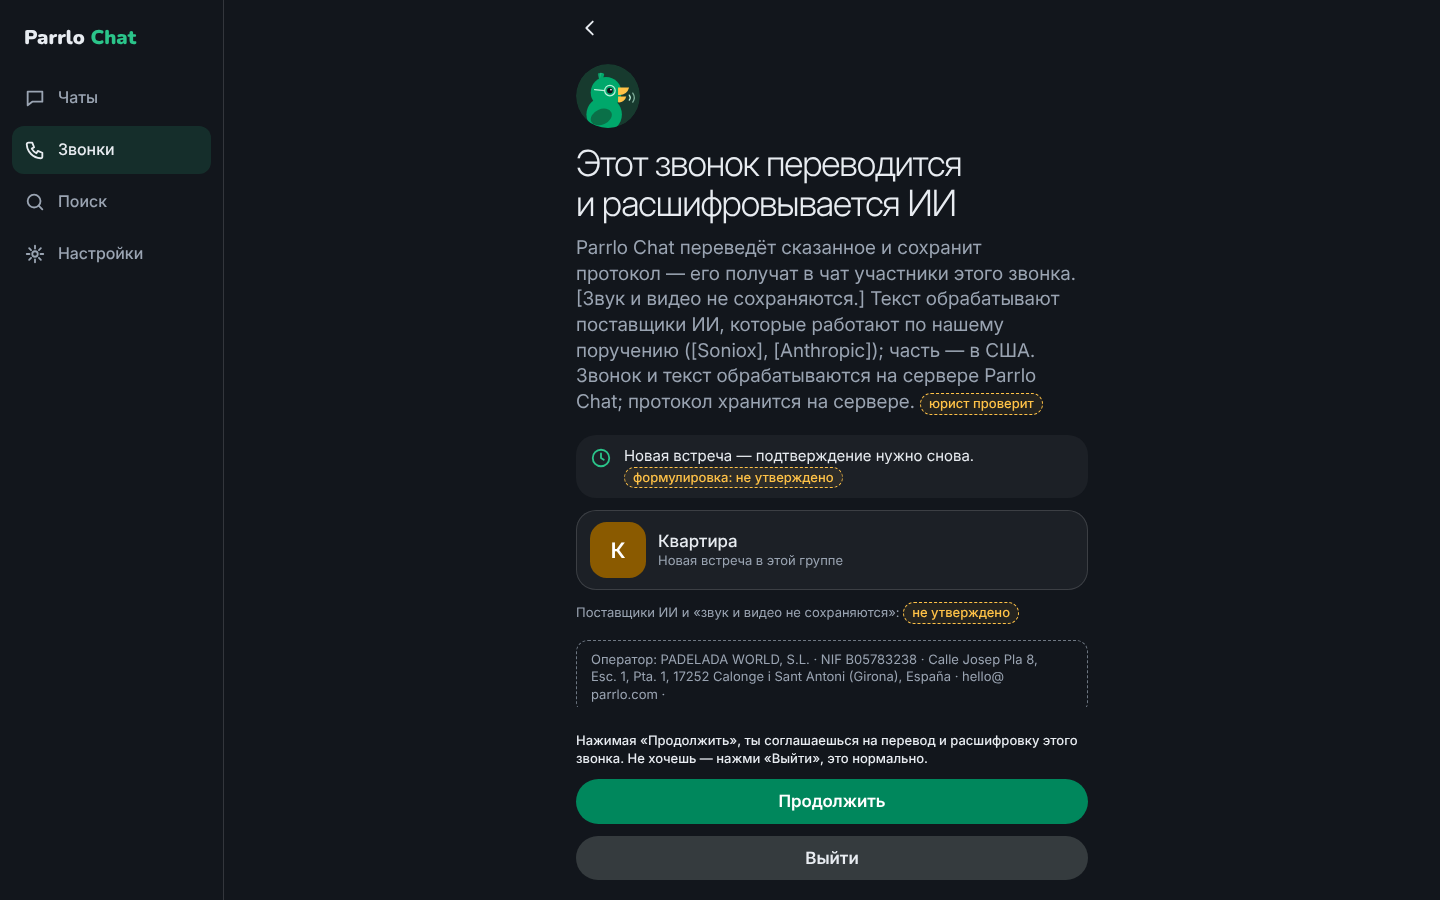 Parrlo Chat
Чаты
Звонки
Поиск
Настройки
Этот звонок переводится
и расшифровывается ИИ
Parrlo Chat переведёт сказанное и сохранит
протокол — его получат в чат участники этого звонка.
[Звук и видео не сохраняются.] Текст обрабатывают
поставщики ИИ, которые работают по нашему
поручению ([Soniox], [Anthropic]); часть — в США.
Звонок и текст обрабатываются на сервере Parrlo
Chat; протокол хранится на сервере. юрист проверит
Новая встреча — подтверждение нужно снова.
формулировка: не утверждено
К
Квартира
Новая встреча в этой группе
Поставщики ИИ и «звук и видео не сохраняются»: не утверждено
Оператор: PADELADA WORLD, S.L. · NIF B05783238 · Calle Josep Pla 8,
Esc. 1, Pta. 1, 17252 Calonge i Sant Antoni (Girona), España · hello@
parrlo.com ·
Нажимая «Продолжить», ты соглашаешься на перевод и расшифровку этого
звонка. Не хочешь — нажми «Выйти», это нормально.
Продолжить
Выйти